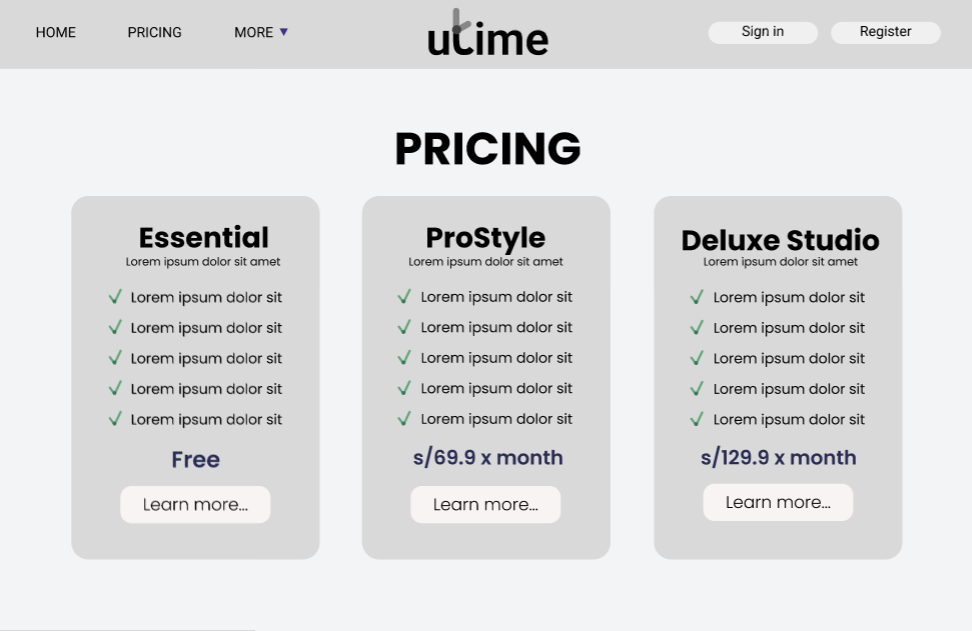 HOME PRICING MORE ▼ utime Sign in Register
PRICING
Essential
Lorem ipsum dolor sit amet
Lorem ipsum dolor sit
Lorem ipsum dolor sit
Lorem ipsum dolor sit
Lorem ipsum dolor sit
Lorem ipsum dolor sit
Free
Learn more...
ProStyle
Lorem ipsum dolor sit amet
Lorem ipsum dolor sit
Lorem ipsum dolor sit
Lorem ipsum dolor sit
Lorem ipsum dolor sit
Lorem ipsum dolor sit
s/69.9 x month
Learn more...
Deluxe Studio
Lorem ipsum dolor sit amet
Lorem ipsum dolor sit
Lorem ipsum dolor sit
Lorem ipsum dolor sit
Lorem ipsum dolor sit
Lorem ipsum dolor sit
s/129.9 x month
Learn more...